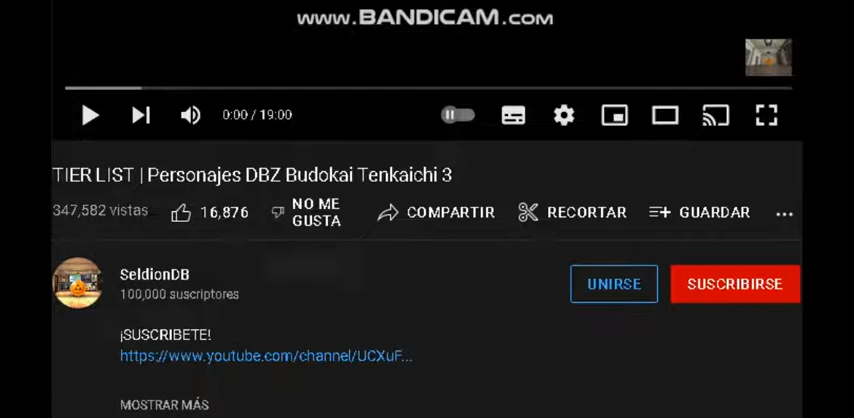 www.BANDICAM.com
0:00 / 19:00
TIER LIST | Personajes DBZ Budokai Tenkaichi 3
347,582 vistas 16,876 NO ME GUSTA COMPARTIR RECORTAR GUARDAR ...
SeldionDB
100,000 suscriptores
UNIRSE SUSCRIBIRSE
¡SUSCRIBETE!
https://www.youtube.com/channel/UCXuF...
MOSTRAR MÁS